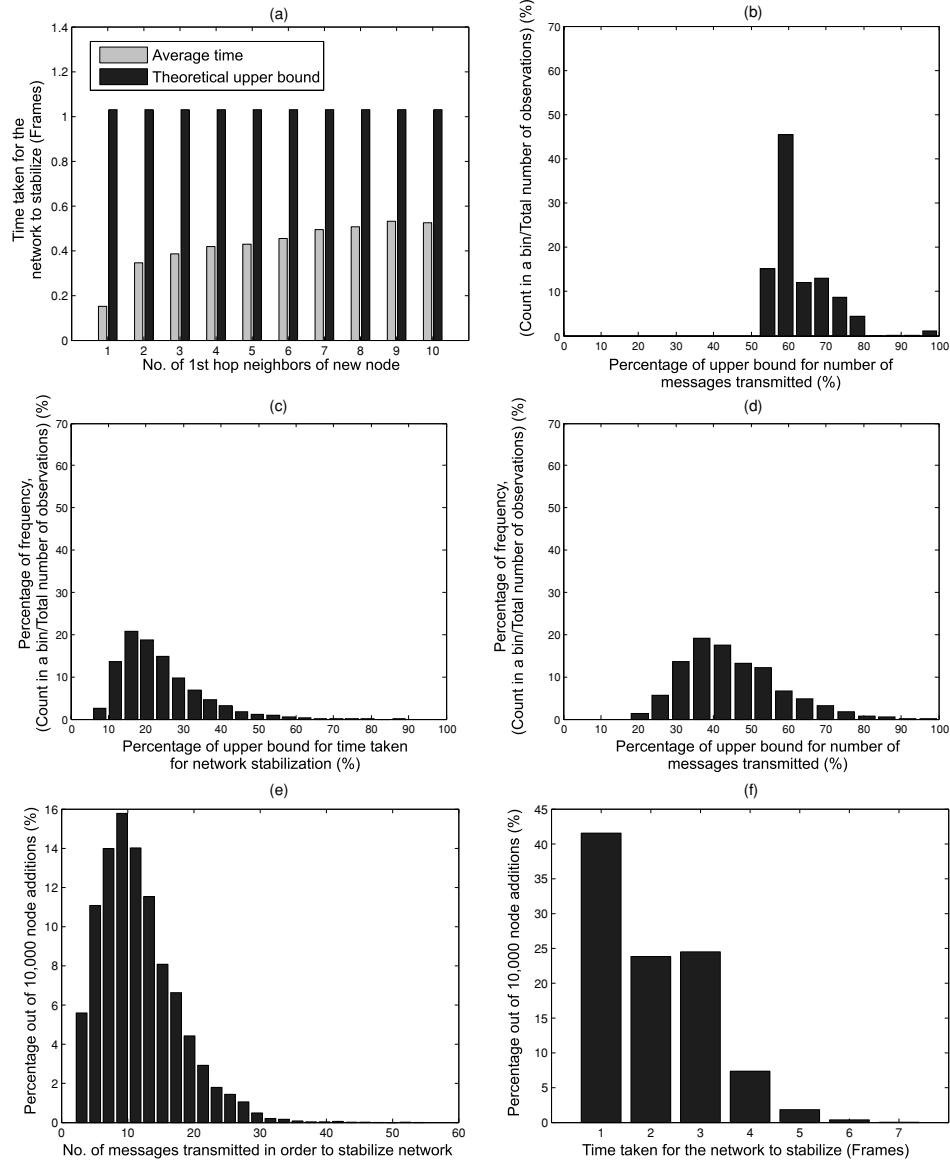 (a)
1.4
1.2
1
0.8
0.6
0.4
0.2
0
Time taken for the
network to stabilize (Frames)
Average time
Theoretical upper bound
1 2 3 4 5 6 7 8 9 10
No. of 1st hop neighbors of new node
(b)
70
60
50
40
30
20
10
0
(Count in a bin/Total number of observations) (%)
0 10 20 30 40 50 60 70 80 90 100
Percentage of upper bound for number of
messages transmitted (%)
(c)
70
60
50
40
30
20
10
0
Percentage of frequency,
(Count in a bin/Total number of observations) (%)
0 10 20 30 40 50 60 70 80 90 100
Percentage of upper bound for time taken
for network stabilization (%)
(d)
70
60
50
40
30
20
10
0
Percentage of frequency,
(Count in a bin/Total number of observations) (%)
0 10 20 30 40 50 60 70 80 90 100
Percentage of upper bound for number of
messages transmitted (%)
(e)
16
14
12
10
8
6
4
2
0
Percentage out of 10,000 node additions (%)
0 10 20 30 40 50 60
No. of messages transmitted in order to stabilize network
(f)
45
40
35
30
25
20
15
10
5
0
Percentage out of 10,000 node additions (%)
1 2 3 4 5 6 7
Time taken for the network to stabilize (Frames)